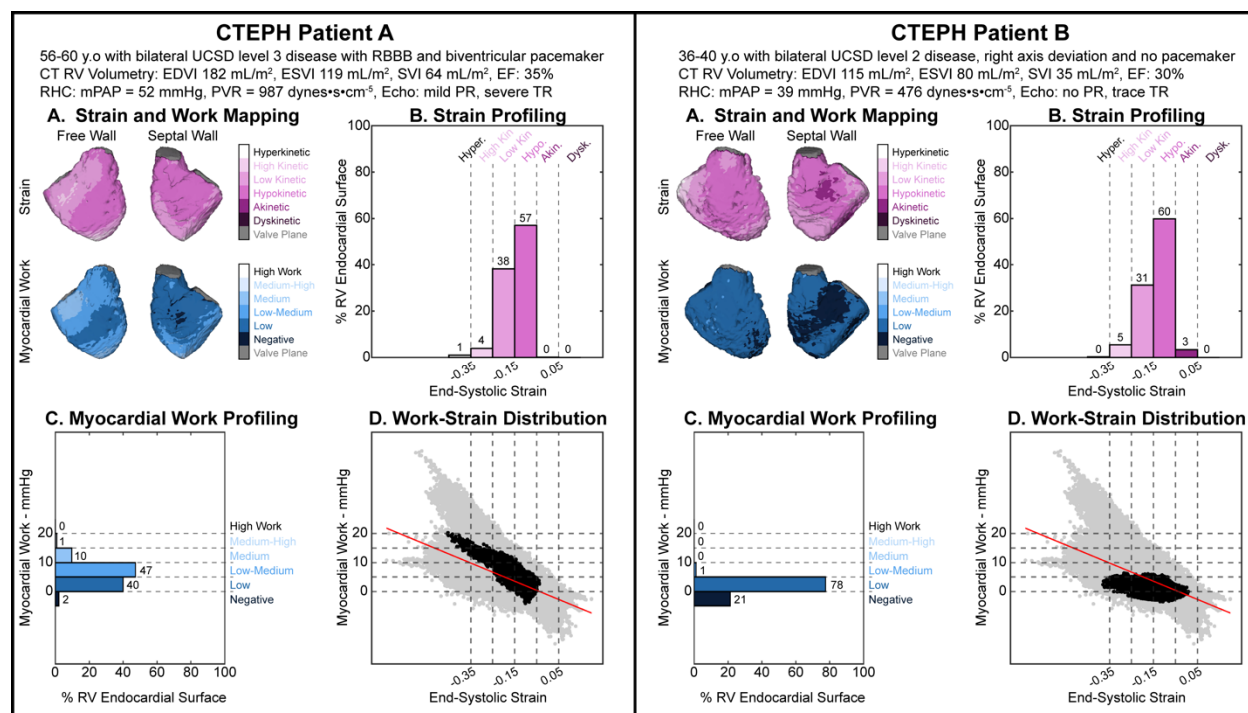 CTEPH Patient A
56-60 y.o with bilateral UCSD level 3 disease with RBBB and biventricular pacemaker
CT RV Volumetry: EDVI 182 mL/m², ESVI 119 mL/m², SVI 64 mL/m², EF: 35%
RHC: mPAP = 52 mmHg, PVR = 987 dynes•s•cm⁻⁵, Echo: mild PR, severe TR
A. Strain and Work Mapping
Free Wall
Septal Wall
Strain
Hyperkinetic
High Kinetic
Low Kinetic
Hypokinetic
Akinetic
Dyskinetic
Valve Plane
Myocardial Work
High Work
Medium-High
Medium
Low-Medium
Low
Negative
Valve Plane
B. Strain Profiling
Hyper.
High Kin
Low Kin
Hypo.
Akin.
Dysk.
% RV Endocardial Surface
100
80
60
40
20
0
1
4
38
57
0
0
-0.35
-0.15
0.05
End-Systolic Strain
C. Myocardial Work Profiling
Myocardial Work - mmHg
20
10
0
0
1
10
47
40
2
High Work
Medium-High
Medium
Low-Medium
Low
Negative
0
20
40
60
80
100
% RV Endocardial Surface
D. Work-Strain Distribution
Myocardial Work - mmHg
20
10
0
-0.35
-0.15
0.05
End-Systolic Strain
CTEPH Patient B
36-40 y.o with bilateral UCSD level 2 disease, right axis deviation and no pacemaker
CT RV Volumetry: EDVI 115 mL/m², ESVI 80 mL/m², SVI 35 mL/m², EF: 30%
RHC: mPAP = 39 mmHg, PVR = 476 dynes•s•cm⁻⁵, Echo: no PR, trace TR
A. Strain and Work Mapping
Free Wall
Septal Wall
Strain
Hyperkinetic
High Kinetic
Low Kinetic
Hypokinetic
Akinetic
Dyskinetic
Valve Plane
Myocardial Work
High Work
Medium-High
Medium
Low-Medium
Low
Negative
Valve Plane
B. Strain Profiling
Hyper.
High Kin
Low Kin
Hypo.
Akin.
Dysk.
% RV Endocardial Surface
100
80
60
40
20
0
0
5
31
60
3
0
-0.35
-0.15
0.05
End-Systolic Strain
C. Myocardial Work Profiling
Myocardial Work - mmHg
20
10
0
0
0
0
1
78
21
High Work
Medium-High
Medium
Low-Medium
Low
Negative
0
20
40
60
80
100
% RV Endocardial Surface
D. Work-Strain Distribution
Myocardial Work - mmHg
20
10
0
-0.35
-0.15
0.05
End-Systolic Strain